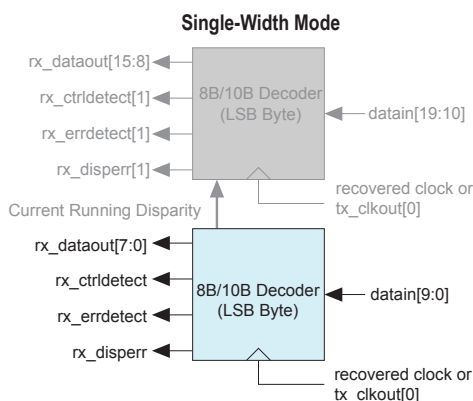 Single-Width Mode
rx_dataout[15:8]
rx_ctrldetect[1]
rx_errdetect[1]
rx_disperr[1]
8B/10B Decoder
(LSB Byte)
datain[19:10]
recovered clock or
tx_clkout[0]
Current Running Disparity
rx_dataout[7:0]
rx_ctrldetect
rx_errdetect
rx_disperr
8B/10B Decoder
(LSB Byte)
datain[9:0]
recovered clock or
tx_clkout[0]